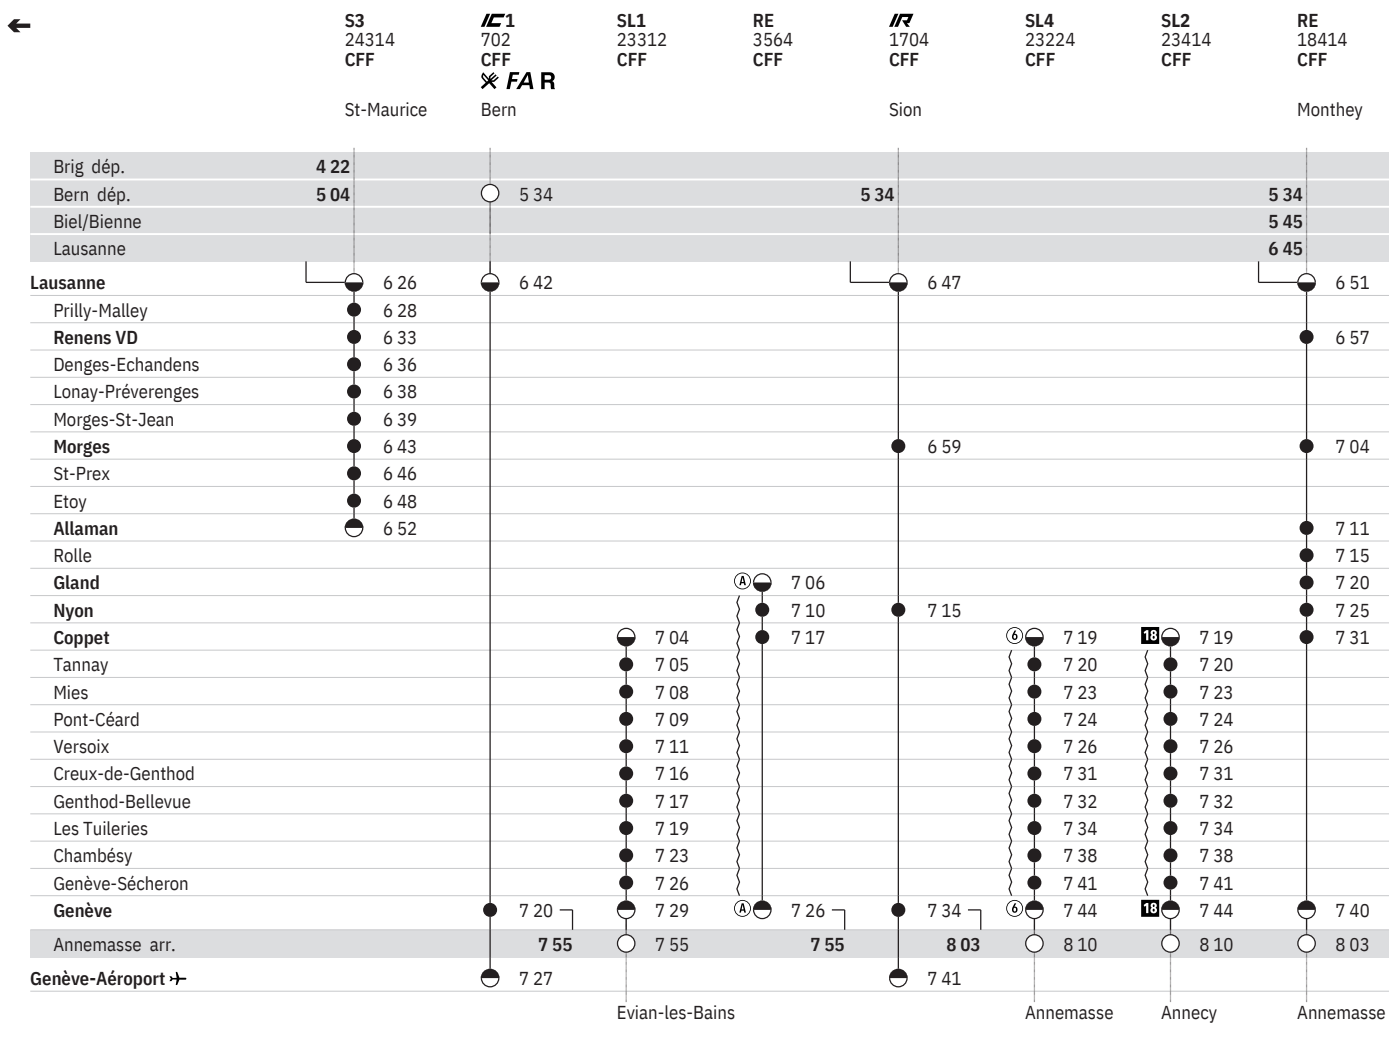 S3 IC1 SL1 RE IR SL4 SL2 RE
24314 702 23312 3564 1704 23224 23414 18414
CFF CFF CFF CFF CFF CFF CFF CFF
FA R
St-Maurice Bern Sion Monthey
Brig dép. 4 22
Bern dép. 5 04 5 34 5 34 5 34
Biel/Bienne 5 45
Lausanne 6 45
Lausanne 6 26 6 42 6 47 6 51
Prilly-Malley 6 28
Renens VD 6 33 6 57
Denges-Echandens 6 36
Lonay-Préverenges 6 38
Morges-St-Jean 6 39
Morges 6 43 6 59 7 04
St-Prex 6 46
Etoy 6 48
Allaman 6 52 7 11
Rolle 7 15
Gland A 7 06 7 20
Nyon 7 10 7 15 7 25
Coppet 7 04 7 17 6 7 19 18 7 19 7 31
Tannay 7 05 7 20 7 20
Mies 7 08 7 23 7 23
Pont-Céard 7 09 7 24 7 24
Versoix 7 11 7 26 7 26
Creux-de-Genthod 7 16 7 31 7 31
Genthod-Bellevue 7 17 7 32 7 32
Les Tuileries 7 19 7 34 7 34
Chambésy 7 23 7 38 7 38
Genève-Sécheron 7 26 7 41 7 41
Genève 7 20 7 29 A 7 26 7 34 6 7 44 18 7 44 7 40
Annemasse arr. 7 55 7 55 7 55 8 03 8 10 8 10 8 03
Genève-Aéroport 7 27 7 41
Evian-les-Bains Annemasse Annecy Annemasse